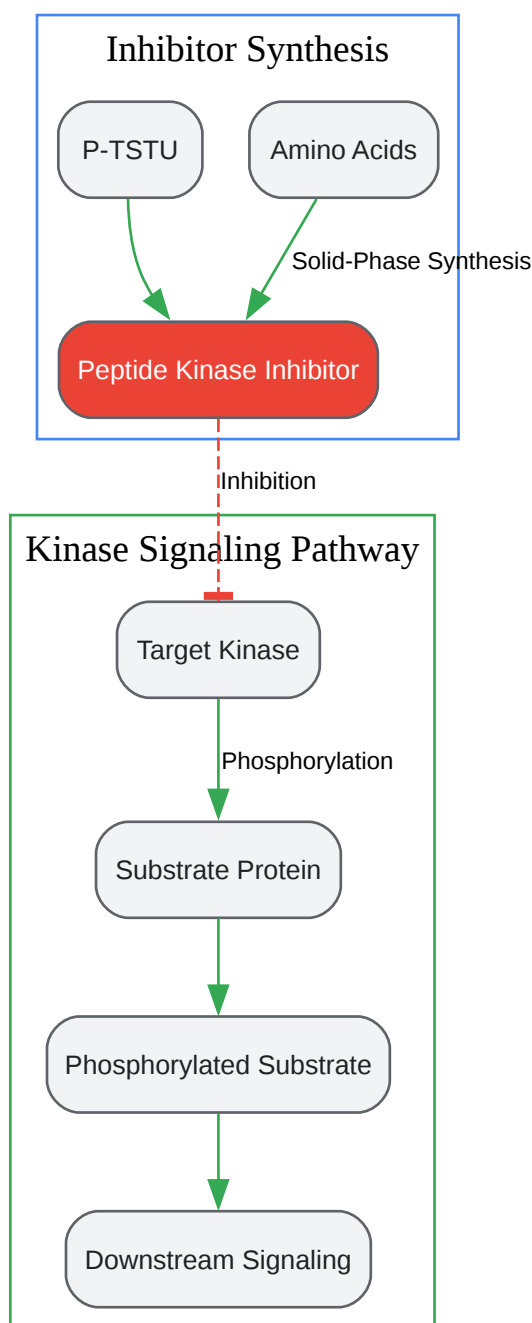 Inhibitor Synthesis
P-TSTU
Amino Acids
Solid-Phase Synthesis
Peptide Kinase Inhibitor
Inhibition
Kinase Signaling Pathway
Target Kinase
Phosphorylation
Substrate Protein
Phosphorylated Substrate
Downstream Signaling